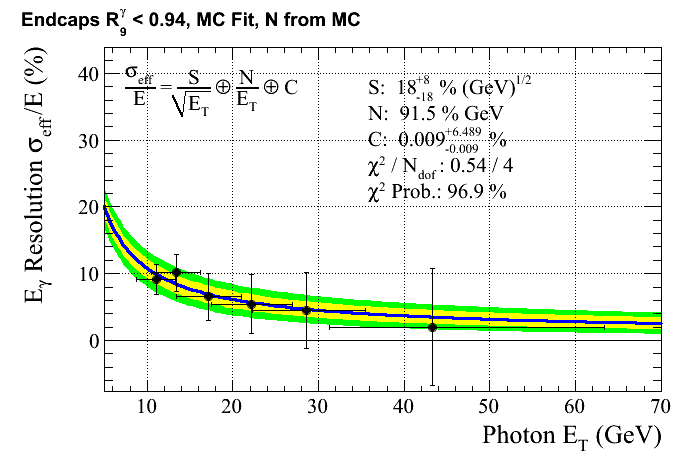 Endcaps R₉ᵞ < 0.94, MC Fit, N from MC
σ_eff/E = S/√E_T ⊕ N/E_T ⊕ C
S: 18 +8 -18 % (GeV)^1/2
N: 91.5 % GeV
C: 0.009 +6.489 -0.009 %
χ² / N_dof : 0.54 / 4
χ² Prob.: 96.9 %
E_γ Resolution σ_eff/E (%)
40
30
20
10
0
10 20 30 40 50 60 70
Photon E_T (GeV)